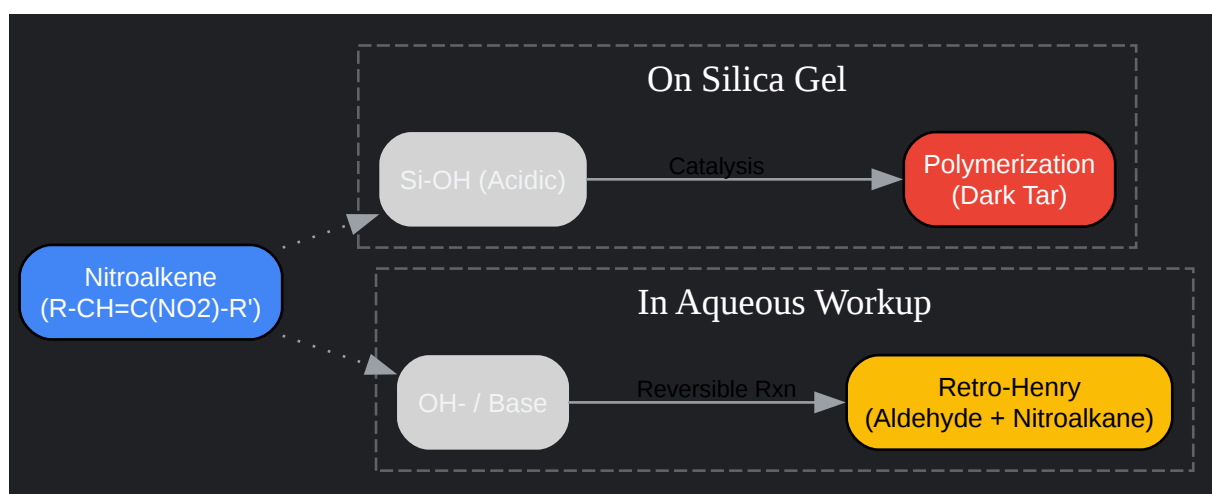 On Silica Gel
Si-OH (Acidic)
Catalysis
Polymerization
(Dark Tar)
Nitroalkene
(R-CH=C(NO2)-R')
In Aqueous Workup
OH- / Base
Reversible Rxn
Retro-Henry
(Aldehyde + Nitroalkane)